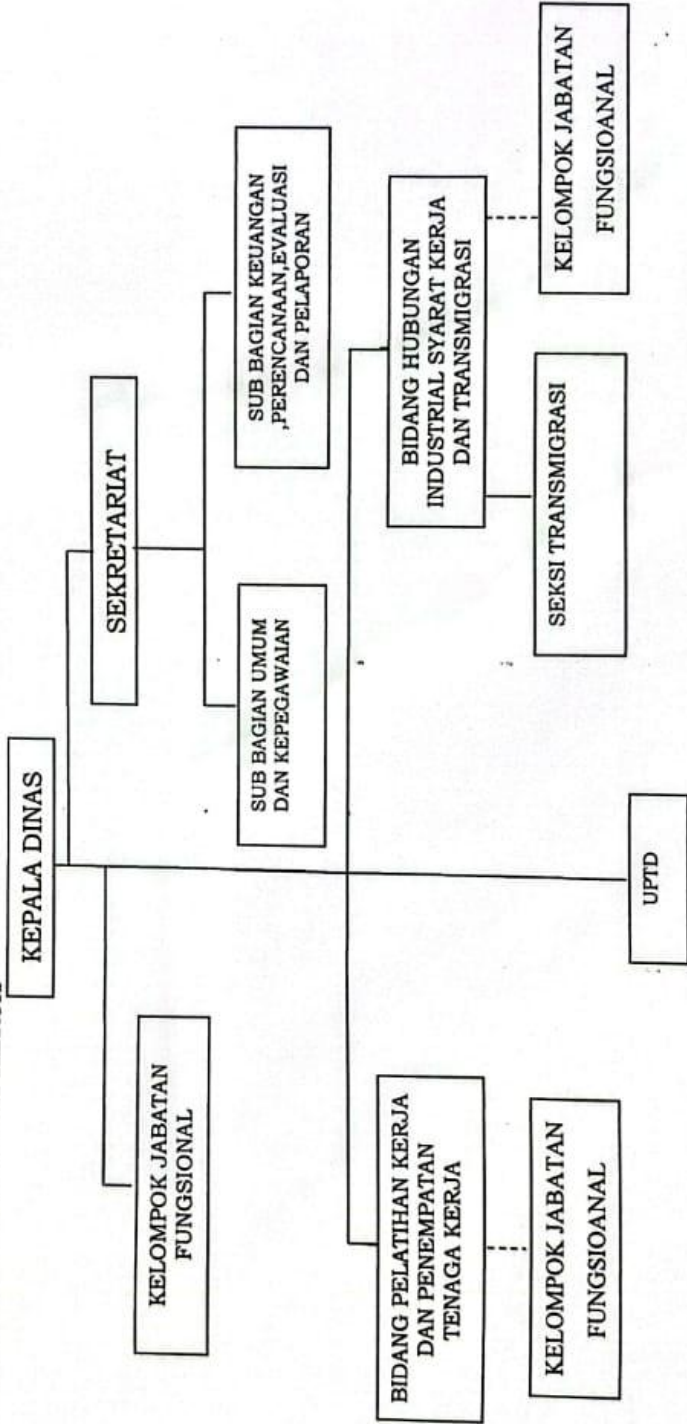 KEPALA DINAS
KELOMPOK JABATAN
FUNGSIONAL
SEKRETARIAT
SUB BAGIAN UMUM
DAN KEPEGAWAIAN
SUB BAGIAN KEUANGAN
,PERENCANAAN,EVALUASI
DAN PELAPORAN
BIDANG PELATIHAN KERJA
DAN PENEMPATAN
TENAGA KERJA
BIDANG HUBUNGAN
INDUSTRIAL SYARAT KERJA
DAN TRANSMIGRASI
KELOMPOK JABATAN
FUNGSIOANAL
SEKSI TRANSMIGRASI
KELOMPOK JABATAN
FUNGSIOANAL
UPTD